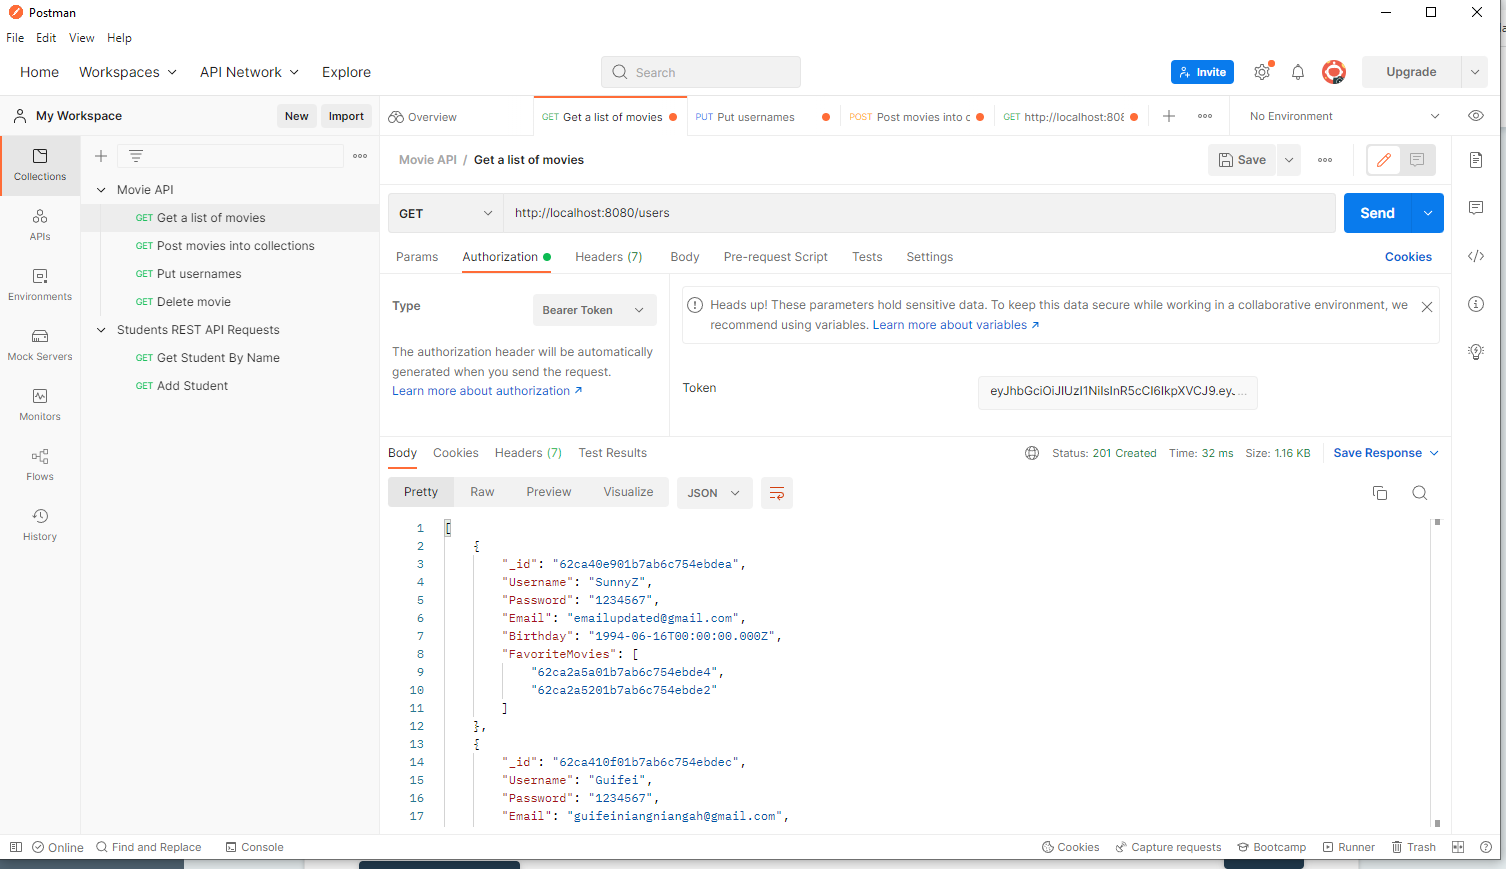 Postman
File Edit View Help
Home Workspaces API Network Explore Search Invite Upgrade
My Workspace New Import Overview GET Get a list of movies PUT Put usernames POST Post movies into c GET http://localhost:808 No Environment
Collections
APIs
Environments
Mock Servers
Monitors
Flows
History
Movie API
GET Get a list of movies
GET Post movies into collections
GET Put usernames
GET Delete movie
Students REST API Requests
GET Get Student By Name
GET Add Student
Movie API / Get a list of movies Save
GET http://localhost:8080/users Send
Params Authorization Headers (7) Body Pre-request Script Tests Settings Cookies
Type Bearer Token
The authorization header will be automatically
generated when you send the request.
Learn more about authorization ↗
Heads up! These parameters hold sensitive data. To keep this data secure while working in a collaborative environment, we
recommend using variables. Learn more about variables ↗
Token eyJhbGciOiJIUzI1NiIsInR5cCI6IkpXVCJ9.eyJ...
Body Cookies Headers (7) Test Results Status: 201 Created Time: 32 ms Size: 1.16 KB Save Response
Pretty Raw Preview Visualize JSON
1 [
2 {
3 "_id": "62ca40e901b7ab6c754ebdea",
4 "Username": "SunnyZ",
5 "Password": "1234567",
6 "Email": "emailupdated@gmail.com",
7 "Birthday": "1994-06-16T00:00:00.000Z",
8 "FavoriteMovies": [
9 "62ca2a5a01b7ab6c754ebde4",
10 "62ca2a5201b7ab6c754ebde2"
11 ]
12 },
13 {
14 "_id": "62ca410f01b7ab6c754ebdec",
15 "Username": "Guifei",
16 "Password": "1234567",
17 "Email": "guifeiniangniangah@gmail.com",
Online Find and Replace Console Cookies Capture requests Bootcamp Runner Trash